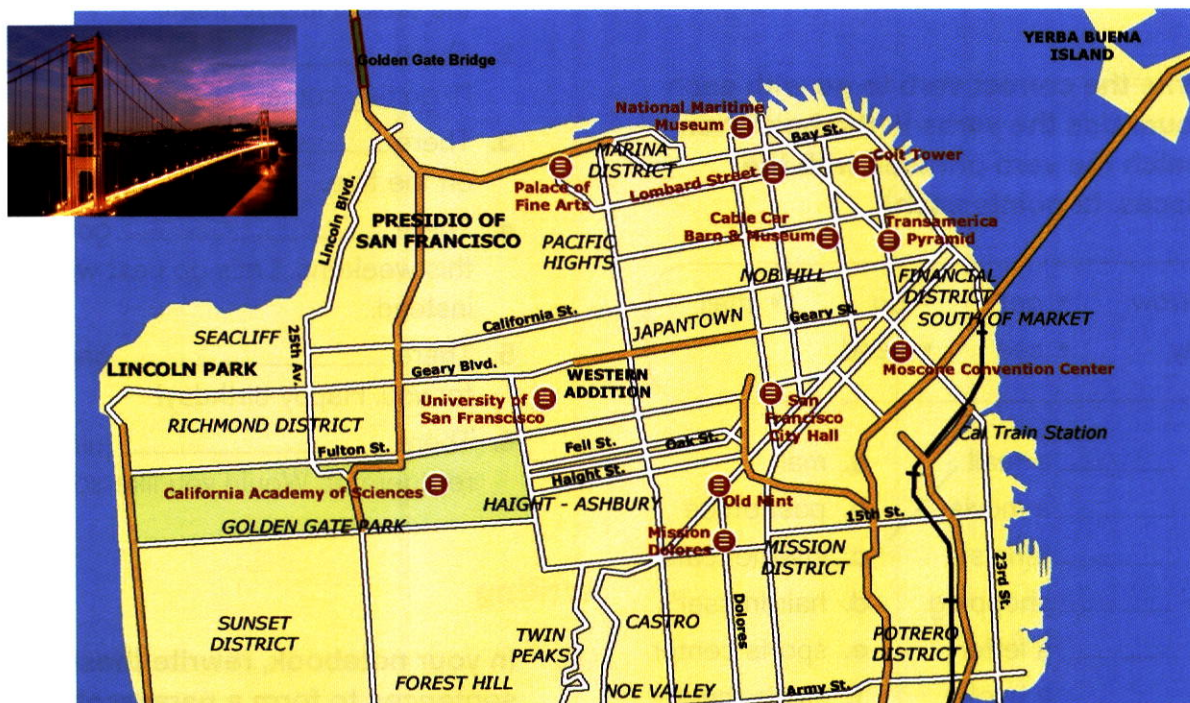 YERBA BUENA
ISLAND
Golden Gate Bridge
National Maritime
Museum
Bay St.
MARINA
DISTRICT
Colt Tower
Lombard Street
Palace of
Fine Arts
Lincoln Blvd.
PRESIDIO OF
SAN FRANCISCO
Cable Car
Barn & Museum
Transamerica
Pyramid
PACIFIC
HIGHTS
NOB HILL
FINANCIAL
DISTRICT
SOUTH OF MARKET
California St.
JAPANTOWN
Geary St.
SEACLIFF
25th Av.
LINCOLN PARK
Geary Blvd.
WESTERN
ADDITION
Moscone Convention Center
University of
San Franscisco
San
Francisco
City Hall
RICHMOND DISTRICT
Fulton St.
Fell St.
Oak St.
Cal Train Station
Haight St.
California Academy of Sciences
HAIGHT - ASHBURY
Old Mint
15th St.
GOLDEN GATE PARK
Mission
Dolores
MISSION
DISTRICT
23rd St.
SUNSET
DISTRICT
TWIN
PEAKS
CASTRO
Dolores
POTRERO
DISTRICT
FOREST HILL
NOE VALLEY
Army St.